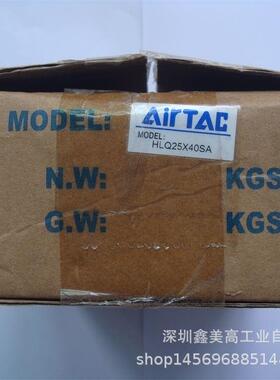 MODEL:
AirTAC
MODEL:
HLQ25X40SA
N.W: KGS
G.W: KGS
深圳鑫美高工业自
shop14569688514